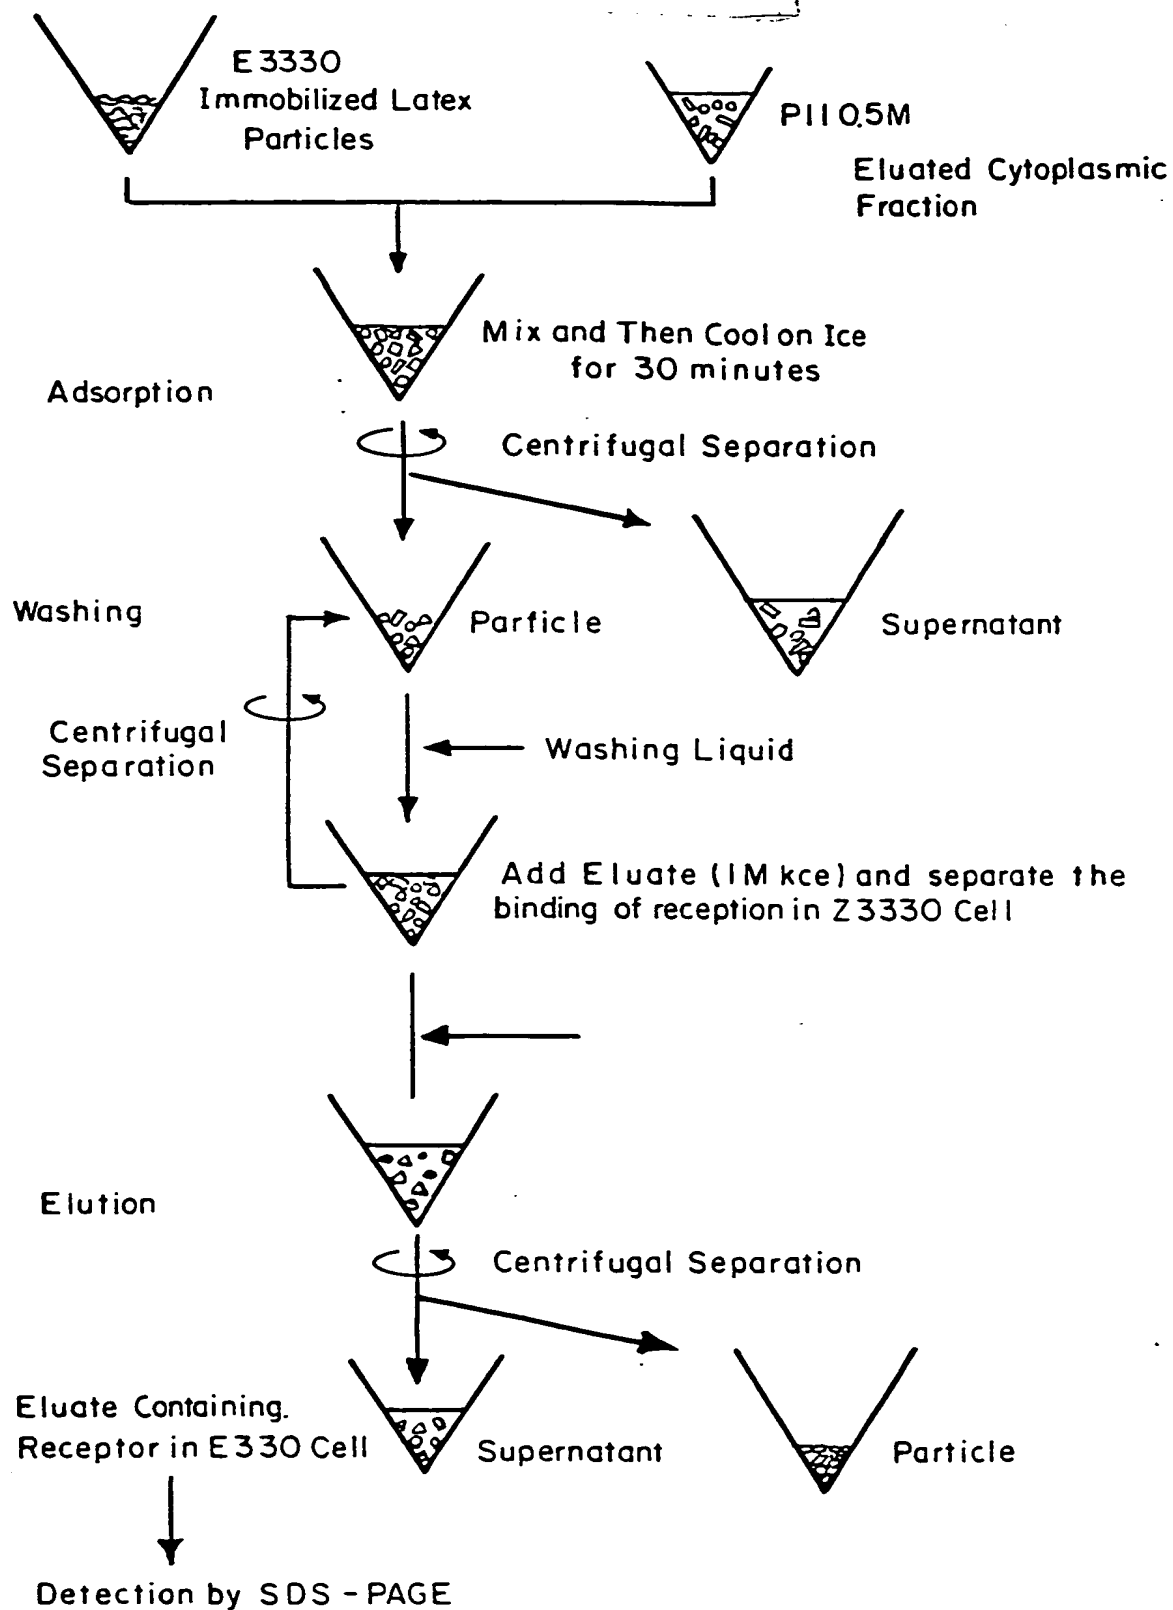 E3330
Immobilized Latex
Particles
P11 0.5M
Eluated Cytoplasmic
Fraction
Mix and Then Cool on Ice
for 30 minutes
Adsorption
Centrifugal Separation
Washing
Particle
Supernatant
Centrifugal
Separation
Washing Liquid
Add Eluate (1M kce) and separate the
binding of reception in Z3330 Cell
Elution
Centrifugal Separation
Eluate Containing.
Receptor in E330 Cell
Supernatant
Particle
Detection by SDS-PAGE